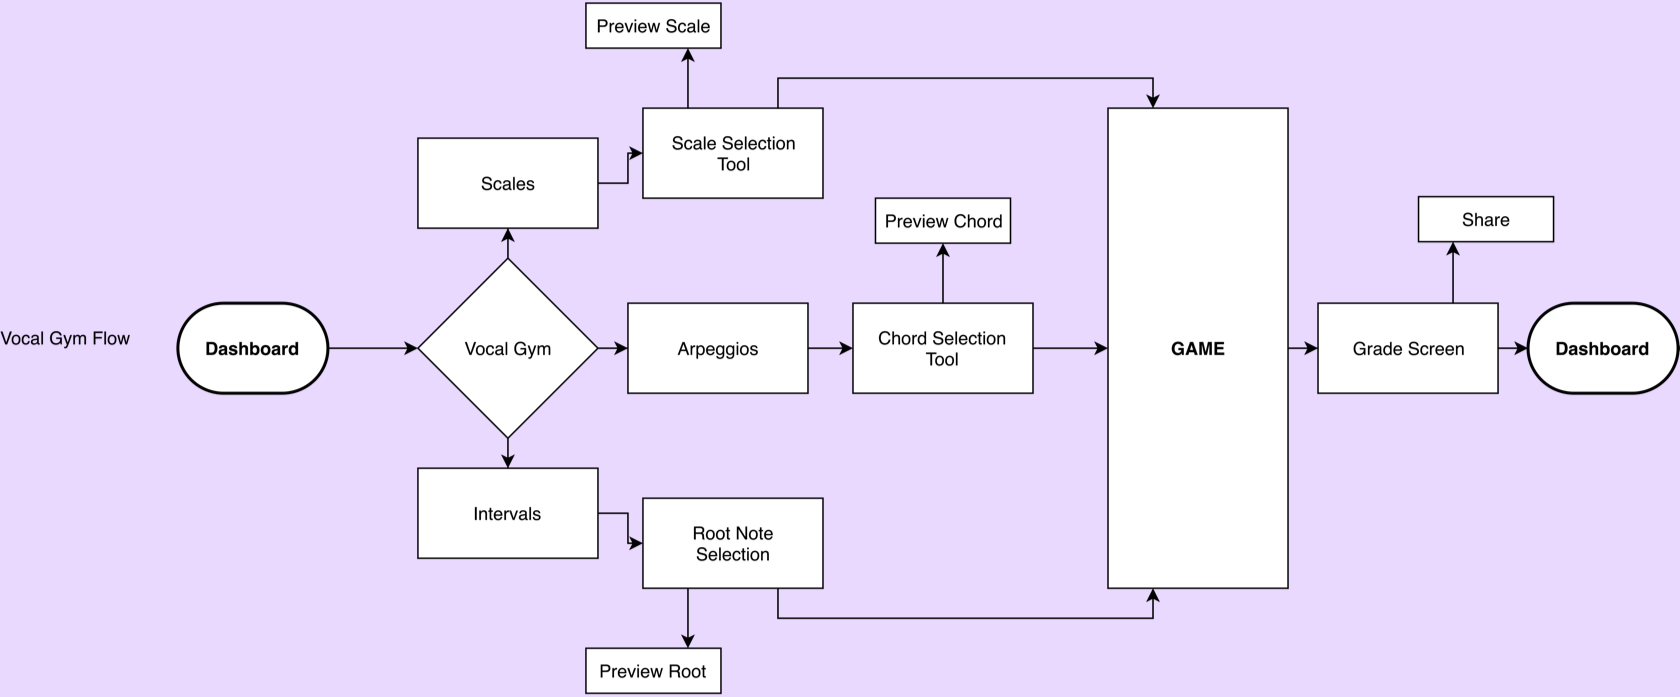 Preview Scale
Scale Selection
Tool
Scales
Preview Chord
Share
Vocal Gym Flow
Dashboard
Vocal Gym
Arpeggios
Chord Selection
Tool
GAME
Grade Screen
Dashboard
Intervals
Root Note
Selection
Preview Root